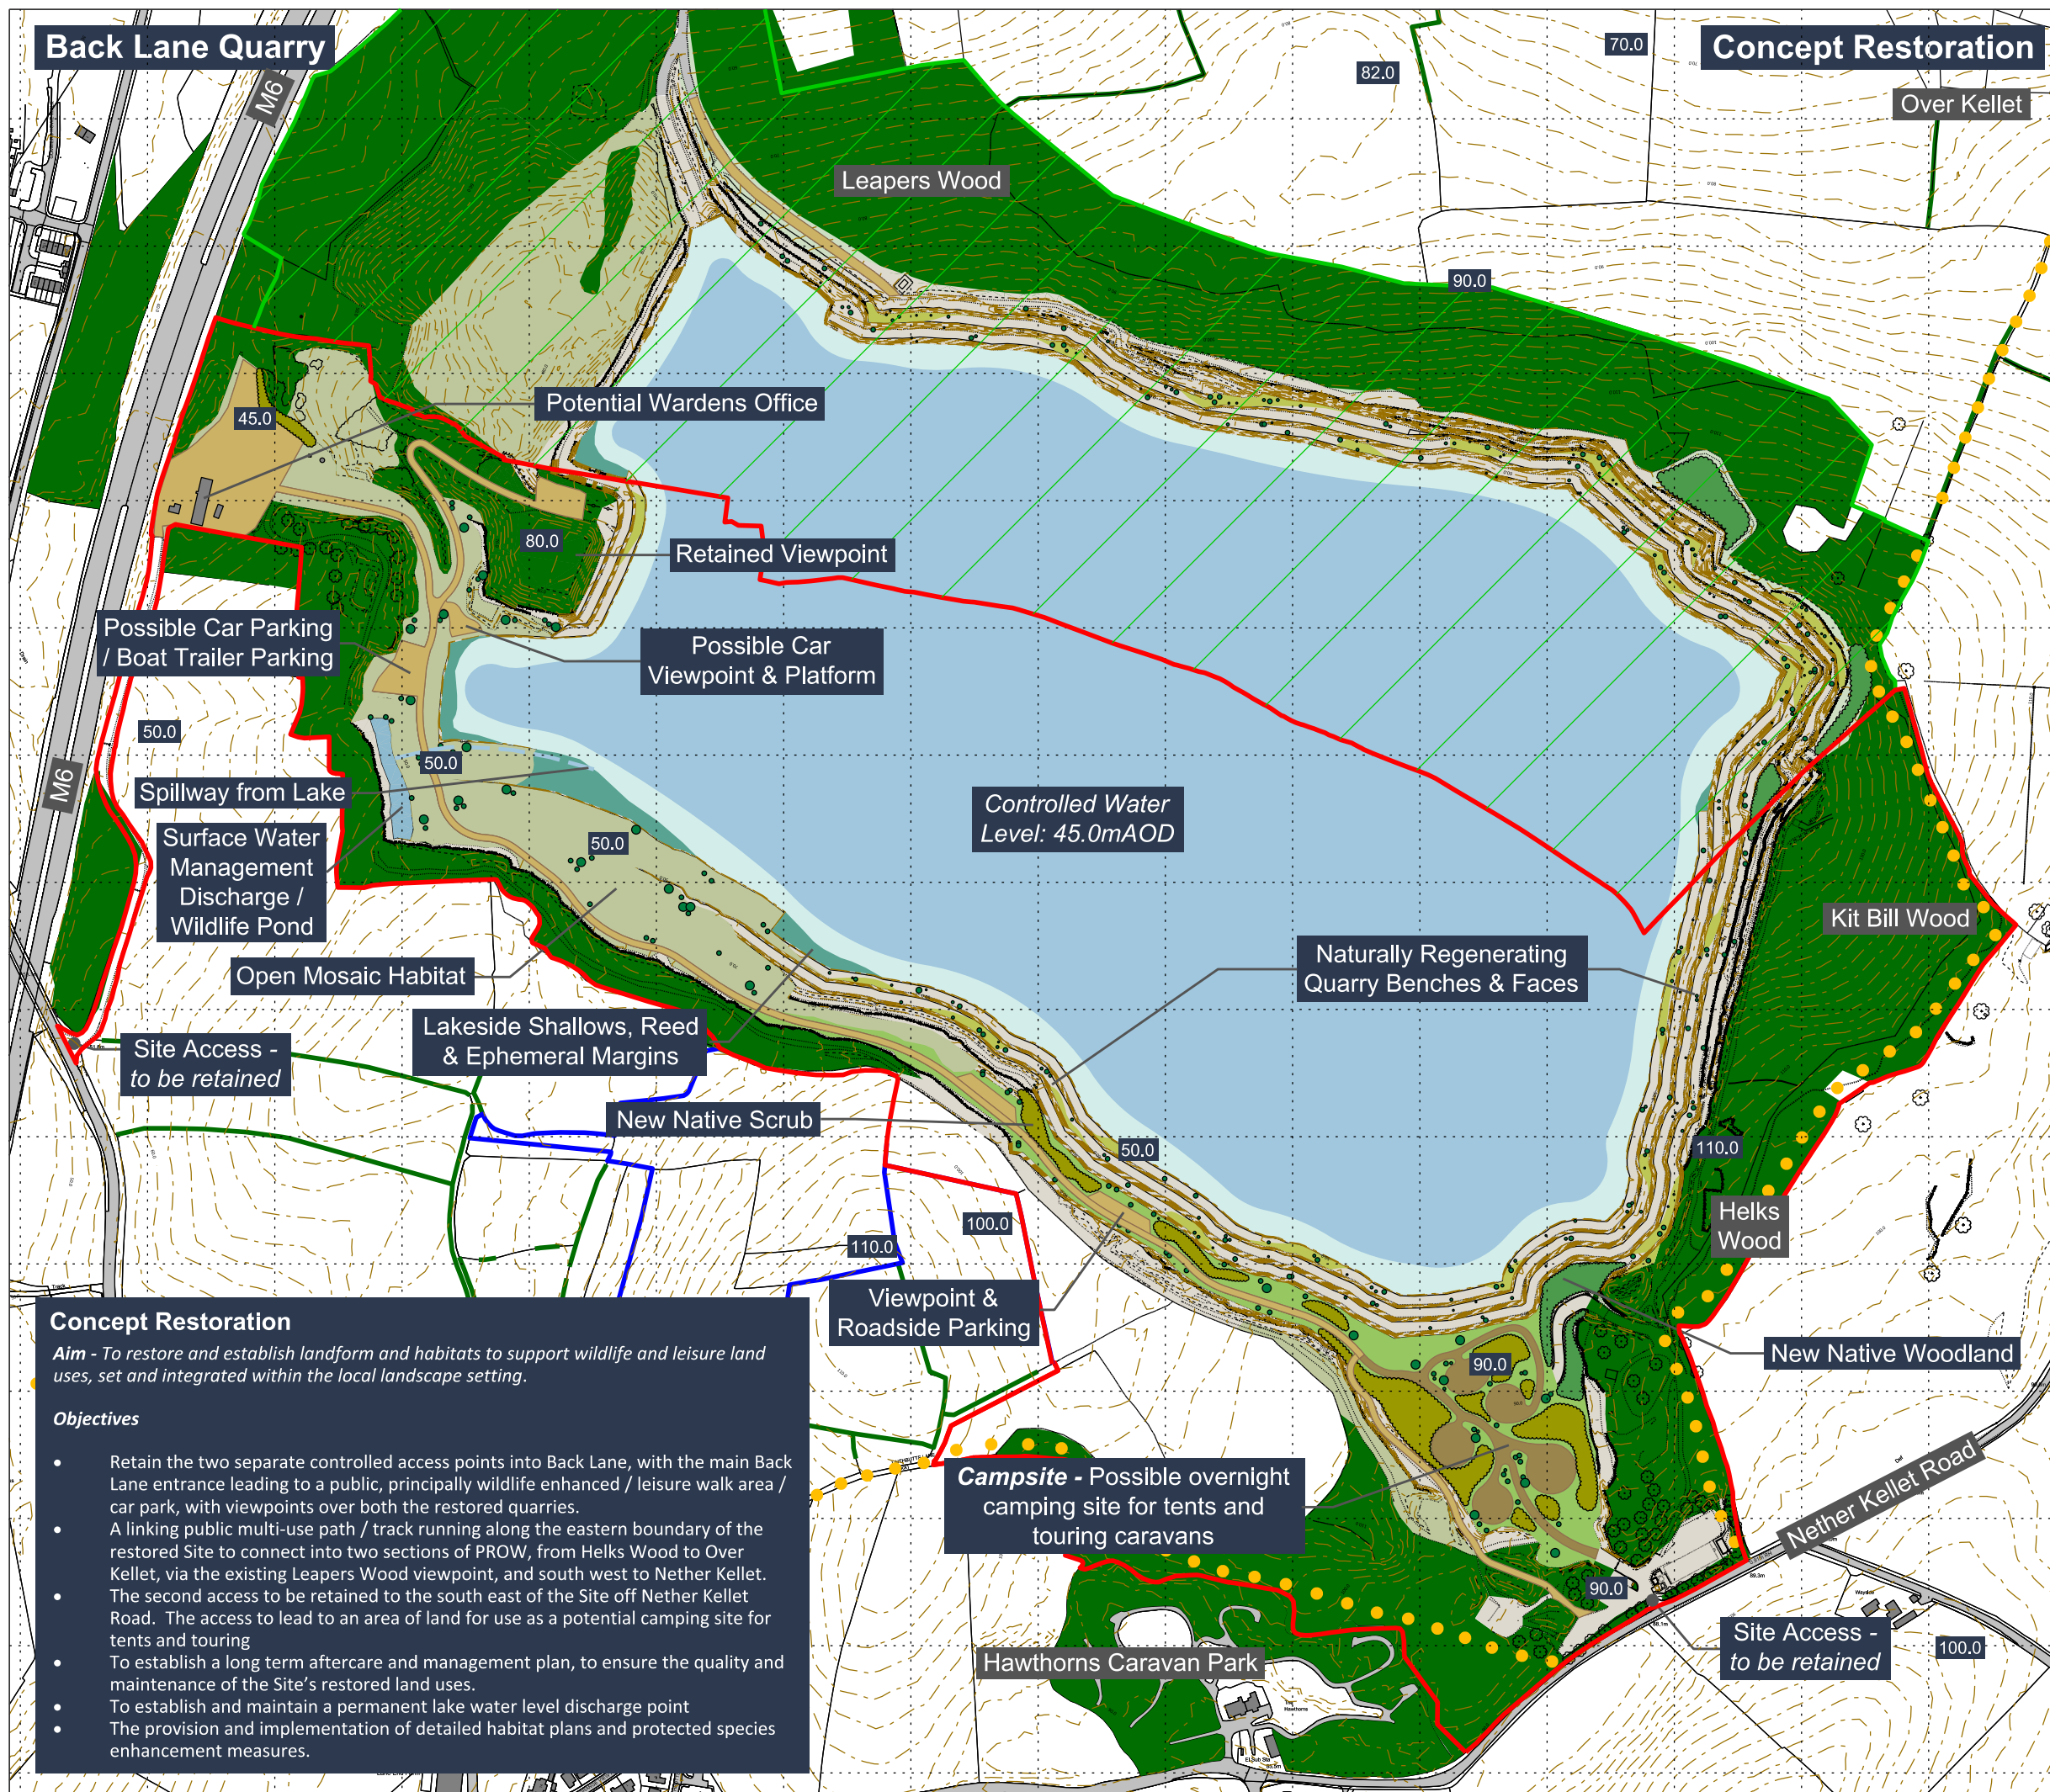 Back Lane Quarry
Concept Restoration
M6
70.0
82.0
Over Kellet
Leapers Wood
90.0
Potential Wardens Office
45.0
80.0
Retained Viewpoint
Possible Car Parking
/ Boat Trailer Parking
Possible Car
Viewpoint & Platform
50.0
50.0
M6
Spillway from Lake
Controlled Water
Level: 45.0mAOD
Surface Water
Management
Discharge /
Wildlife Pond
50.0
Kit Bill Wood
Open Mosaic Habitat
Naturally Regenerating
Quarry Benches & Faces
Lakeside Shallows, Reed
& Ephemeral Margins
Site Access -
to be retained
New Native Scrub
50.0
110.0
Helks
Wood
100.0
110.0
Viewpoint &
Roadside Parking
New Native Woodland
90.0
Concept Restoration
Aim - To restore and establish landform and habitats to support wildlife and leisure land
uses, set and integrated within the local landscape setting.
Objectives
• Retain the two separate controlled access points into Back Lane, with the main Back
Lane entrance leading to a public, principally wildlife enhanced / leisure walk area /
car park, with viewpoints over both the restored quarries.
• A linking public multi-use path / track running along the eastern boundary of the
restored Site to connect into two sections of PROW, from Helks Wood to Over
Kellet, via the existing Leapers Wood viewpoint, and south west to Nether Kellet.
• The second access to be retained to the south east of the Site off Nether Kellet
Road. The access to lead to an area of land for use as a potential camping site for
tents and touring
• To establish a long term aftercare and management plan, to ensure the quality and
maintenance of the Site's restored land uses.
• To establish and maintain a permanent lake water level discharge point
• The provision and implementation of detailed habitat plans and protected species
enhancement measures.
Campsite - Possible overnight
camping site for tents and
touring caravans
Nether Kellet Road
90.0
Site Access -
to be retained
100.0
Hawthorns Caravan Park